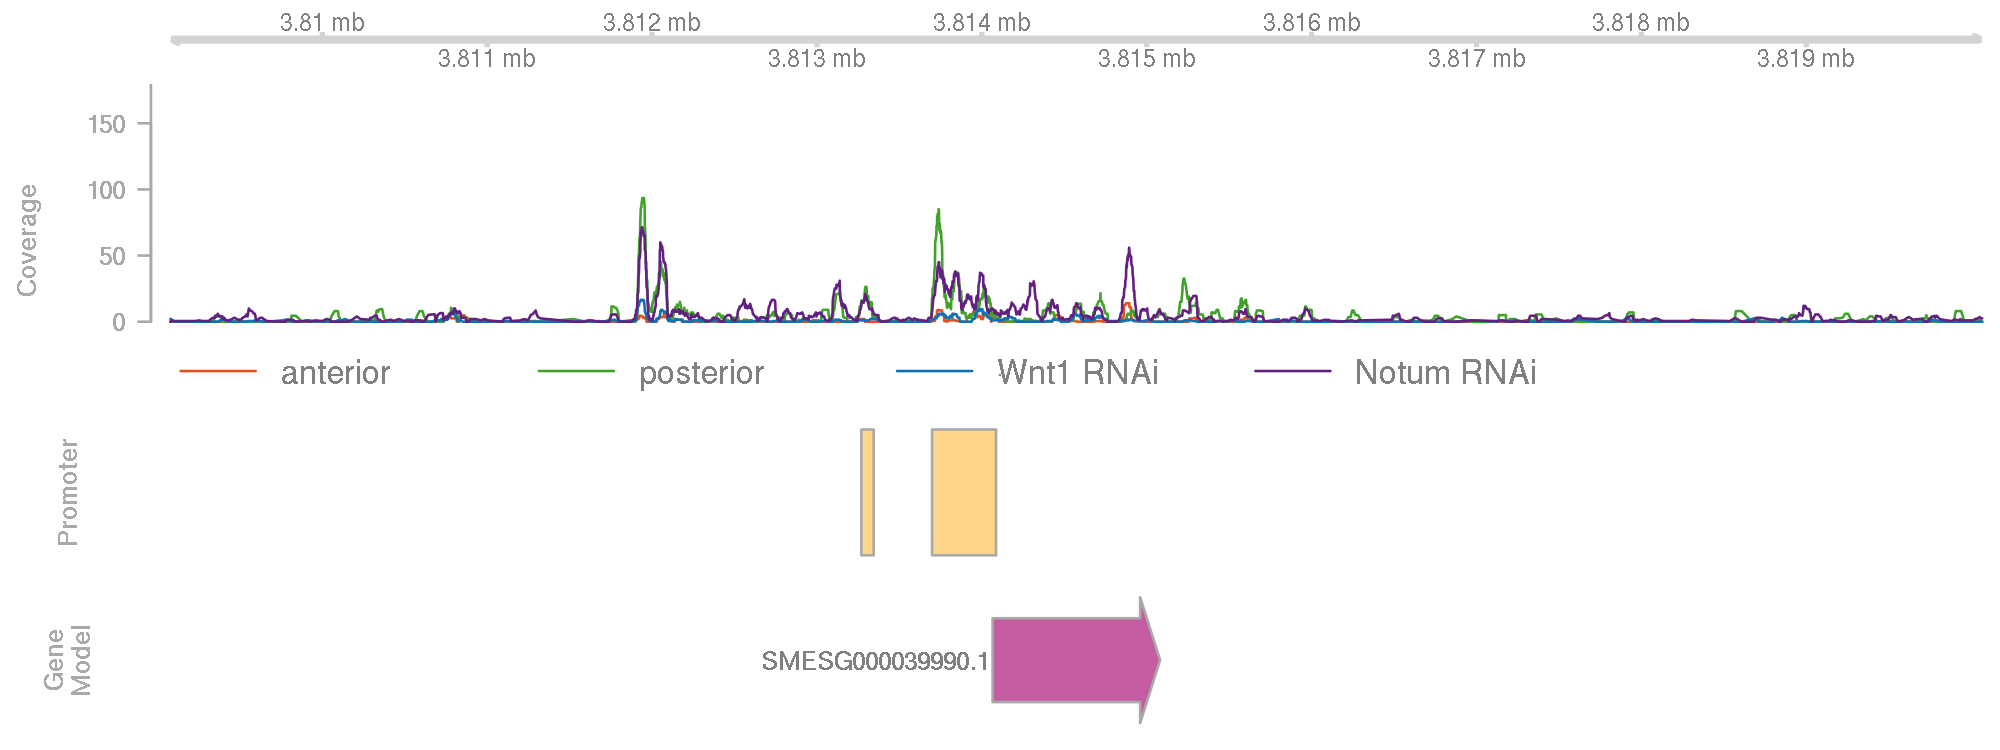 3.81 mb 3.812 mb 3.814 mb 3.816 mb 3.818 mb
3.811 mb 3.813 mb 3.815 mb 3.817 mb 3.819 mb
Coverage
150
100
50
0
anterior posterior Wnt1 RNAi Notum RNAi
Promoter
Gene
Model
SMESG000039990.1